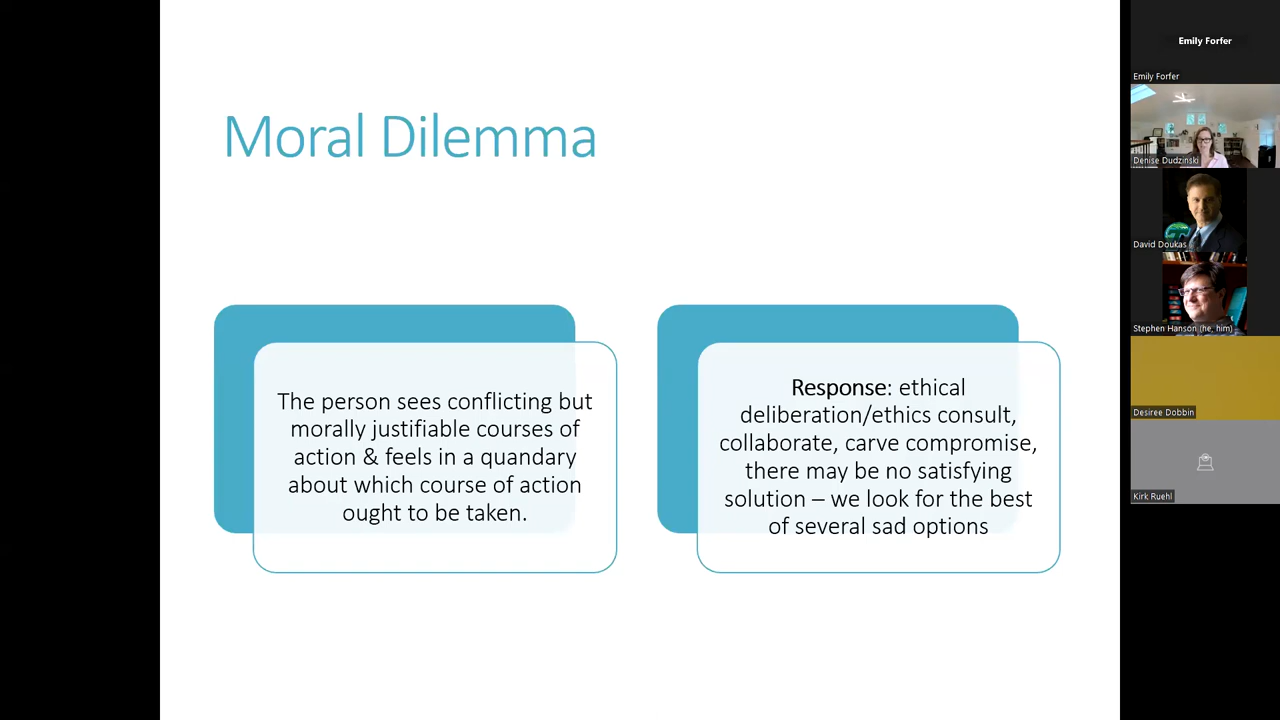 Moral Dilemma
The person sees conflicting but
morally justifiable courses of
action & feels in a quandary
about which course of action
ought to be taken.
Response: ethical
deliberation/ethics consult,
collaborate, carve compromise,
there may be no satisfying
solution – we look for the best
of several sad options
Emily Forfer
Emily Forfer
Denise Dudzinski
David Doukas
Stephen Hanson (he, him)
Desiree Dobbin
Kirk Ruehl